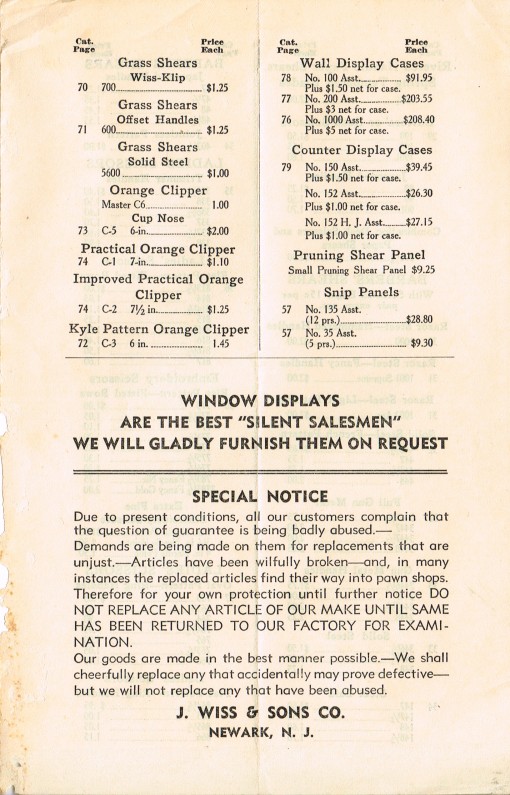 Cat. Page Price Each
Grass Shears
Wiss-Klip
70 700 $1.25
Grass Shears
Offset Handles
71 600 $1.25
Grass Shears
Solid Steel
5600 $1.00
Orange Clipper
Master C6 1.00
Cup Nose
73 C-5 6-in. $2.00
Practical Orange Clipper
74 C-1 7-in. $1.10
Improved Practical Orange
Clipper
74 C-2 7½ in. $1.25
Kyle Pattern Orange Clipper
72 C-3 6 in. 1.45
Cat. Page Price Each
Wall Display Cases
78 No. 100 Asst. $91.95
Plus $1.50 net for case.
77 No. 200 Asst. $203.55
Plus $3 net for case.
76 No. 1000 Asst. $208.40
Plus $5 net for case.
Counter Display Cases
79 No. 150 Asst. $39.45
Plus $1.50 net for case.
No. 152 Asst. $26.30
Plus $1.00 net for case.
No. 152 H. J. Asst. $27.15
Plus $1.00 net for case.
Pruning Shear Panel
Small Pruning Shear Panel $9.25
Snip Panels
57 No. 135 Asst.
(12 prs.) $28.80
57 No. 35 Asst.
(5 prs.) $9.30
WINDOW DISPLAYS
ARE THE BEST "SILENT SALESMEN"
WE WILL GLADLY FURNISH THEM ON REQUEST
SPECIAL NOTICE
Due to present conditions, all our customers complain that
the question of guarantee is being badly abused.—
Demands are being made on them for replacements that are
unjust.—Articles have been wilfully broken—and, in many
instances the replaced articles find their way into pawn shops.
Therefore for your own protection until further notice DO
NOT REPLACE ANY ARTICLE OF OUR MAKE UNTIL SAME
HAS BEEN RETURNED TO OUR FACTORY FOR EXAMI-
NATION.
Our goods are made in the best manner possible.—We shall
cheerfully replace any that accidentally may prove defective—
but we will not replace any that have been abused.
J. WISS & SONS CO.
NEWARK, N. J.